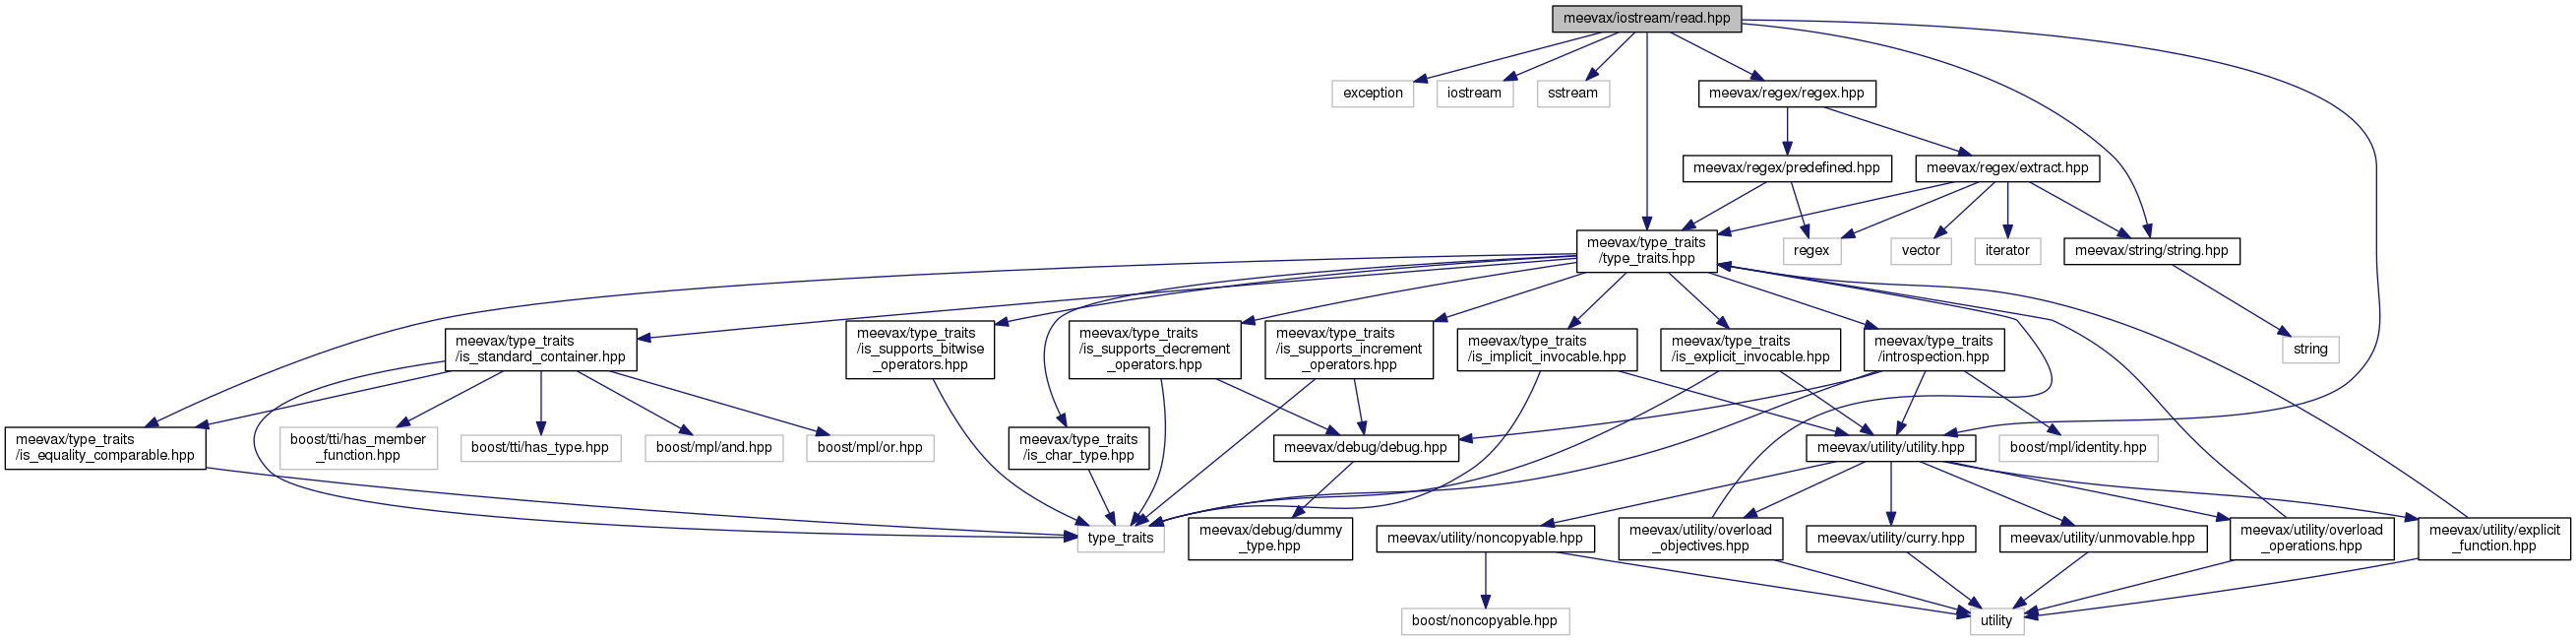 meevax/iostream/read.hpp
exception
iostream
sstream
meevax/regex/regex.hpp
meevax/regex/predefined.hpp
meevax/regex/extract.hpp
meevax/type_traits
/type_traits.hpp
regex
vector
iterator
meevax/string/string.hpp
meevax/type_traits
/is_standard_container.hpp
meevax/type_traits
/is_supports_bitwise
_operators.hpp
meevax/type_traits
/is_supports_decrement
_operators.hpp
meevax/type_traits
/is_supports_increment
_operators.hpp
meevax/type_traits
/is_implicit_invocable.hpp
meevax/type_traits
/is_explicit_invocable.hpp
meevax/type_traits
/introspection.hpp
string
meevax/type_traits
/is_equality_comparable.hpp
boost/tti/has_member
_function.hpp
boost/tti/has_type.hpp
boost/mpl/and.hpp
boost/mpl/or.hpp
meevax/type_traits
/is_char_type.hpp
meevax/debug/debug.hpp
meevax/utility/utility.hpp
boost/mpl/identity.hpp
type_traits
meevax/debug/dummy
_type.hpp
meevax/utility/noncopyable.hpp
meevax/utility/overload
_objectives.hpp
meevax/utility/curry.hpp
meevax/utility/unmovable.hpp
meevax/utility/overload
_operations.hpp
meevax/utility/explicit
_function.hpp
boost/noncopyable.hpp
utility